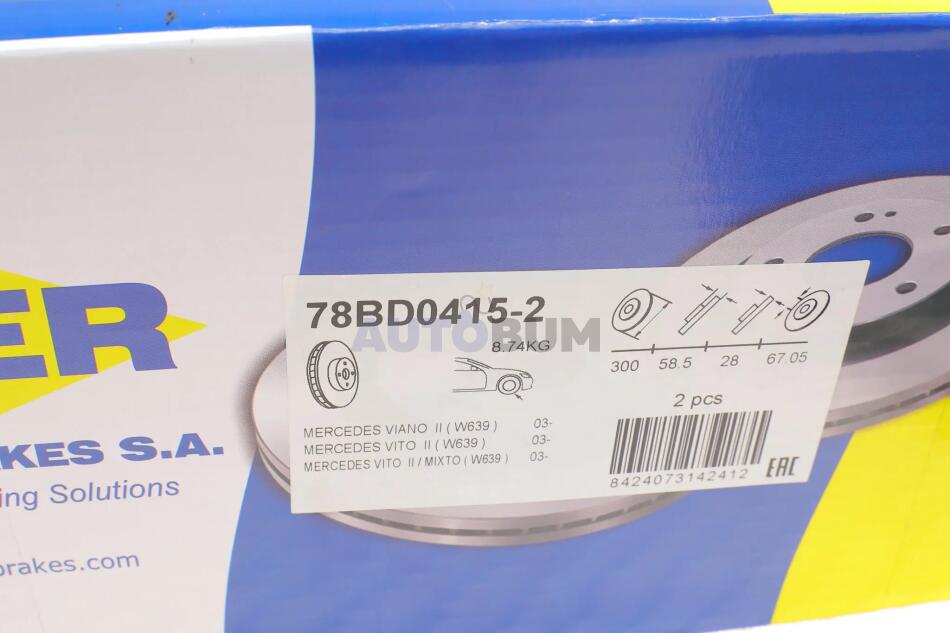 ER
AKES S.A.
ing Solutions
brakes.com
78BD0415-2
AUTOBUM
8.74KG
300 58.5 28 67.05
2 pcs
MERCEDES VIANO II ( W639 ) 03-
MERCEDES VITO II ( W639 ) 03-
MERCEDES VITO II / MIXTO ( W639 ) 03-
8424073142412
EAC